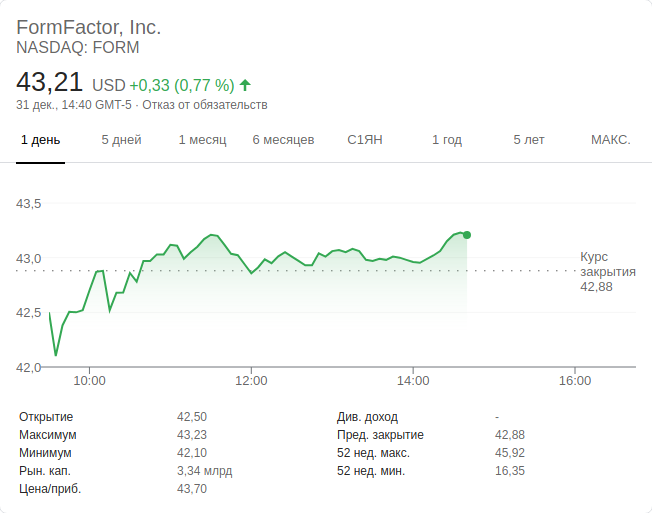 FormFactor, Inc.
NASDAQ: FORM
43,21 USD +0,33 (0,77 %)
31 дек., 14:40 GMT-5 · Отказ от обязательств
1 день 5 дней 1 месяц 6 месяцев С1ЯН 1 год 5 лет МАКС.
43,5
43,0
42,5
42,0
Курс
закрытия
42,88
10:00 12:00 14:00 16:00
Открытие 42,50 Див. доход -
Максимум 43,23 Пред. закрытие 42,88
Минимум 42,10 52 нед. макс. 45,92
Рын. кап. 3,34 млрд 52 нед. мин. 16,35
Цена/приб. 43,70